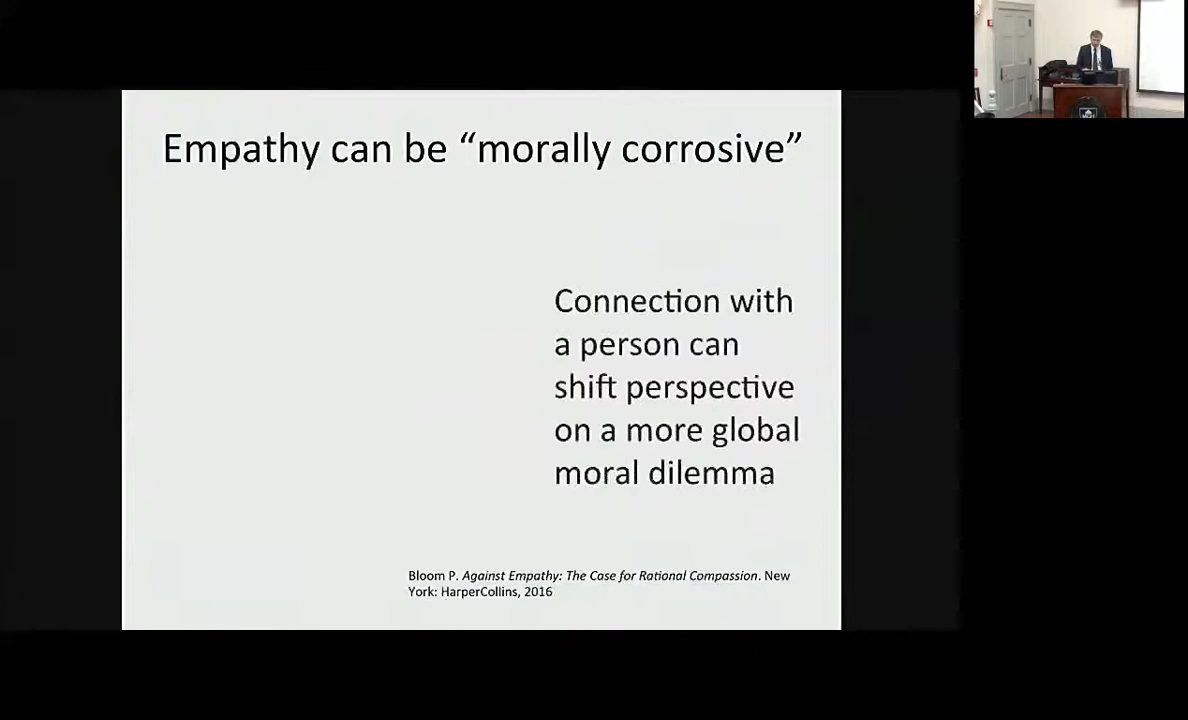 Empathy can be “morally corrosive”
Connection with
a person can
shift perspective
on a more global
moral dilemma
Bloom P. Against Empathy: The Case for Rational Compassion. New
York: HarperCollins, 2016